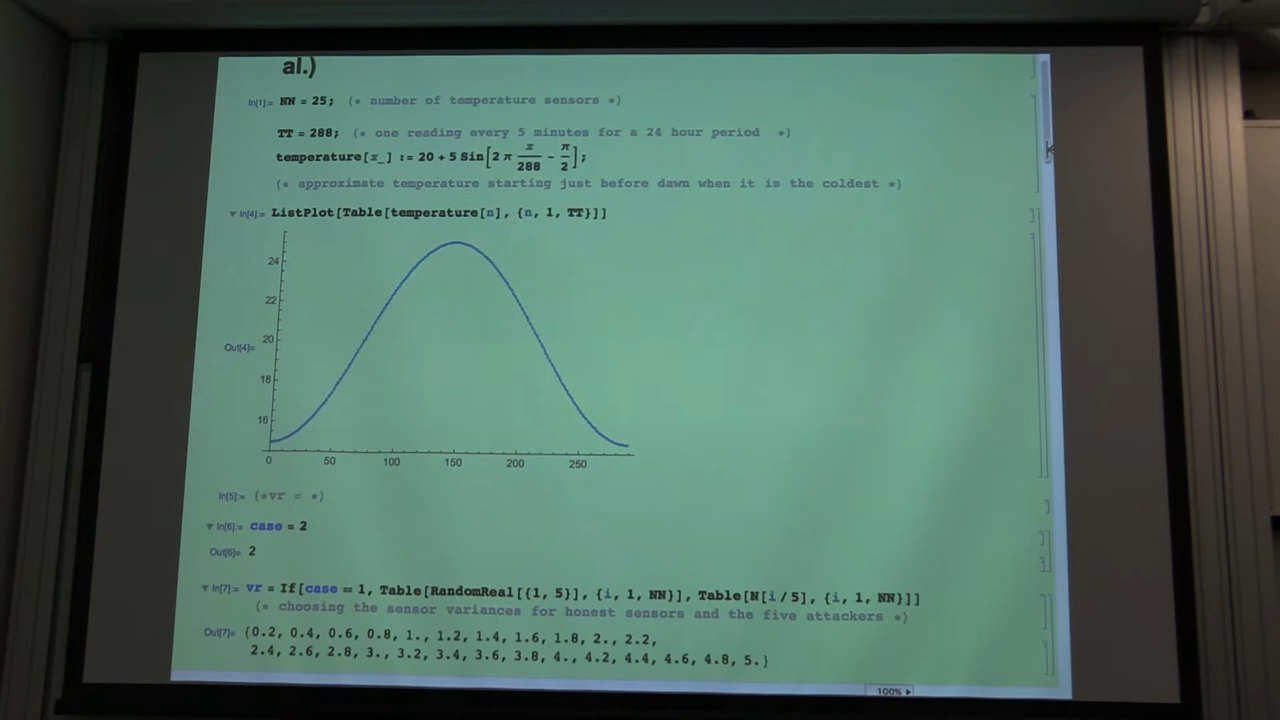 al.)
In[1]:= NN = 25; (* number of temperature sensors *)
TT = 288; (* one reading every 5 minutes for a 24 hour period *)
temperature[x_] := 20 + 5 Sin[2 π x/288 - π/2];
(* approximate temperature starting just before dawn when it is the coldest *)
In[4]:= ListPlot[Table[temperature[n], {n, 1, TT}]]
24
22
Out[4]= 20
18
16
0 50 100 150 200 250
In[5]:= (*vr = *)
In[6]:= case = 2
Out[6]= 2
In[7]:= vr = If[case == 1, Table[RandomReal[{1, 5}], {i, 1, NN}], Table[N[i/5], {i, 1, NN}]]
(* choosing the sensor variances for honest sensors and the five attackers *)
Out[7]= {0.2, 0.4, 0.6, 0.8, 1., 1.2, 1.4, 1.6, 1.8, 2., 2.2,
2.4, 2.6, 2.8, 3., 3.2, 3.4, 3.6, 3.8, 4., 4.2, 4.4, 4.6, 4.8, 5.}
100%